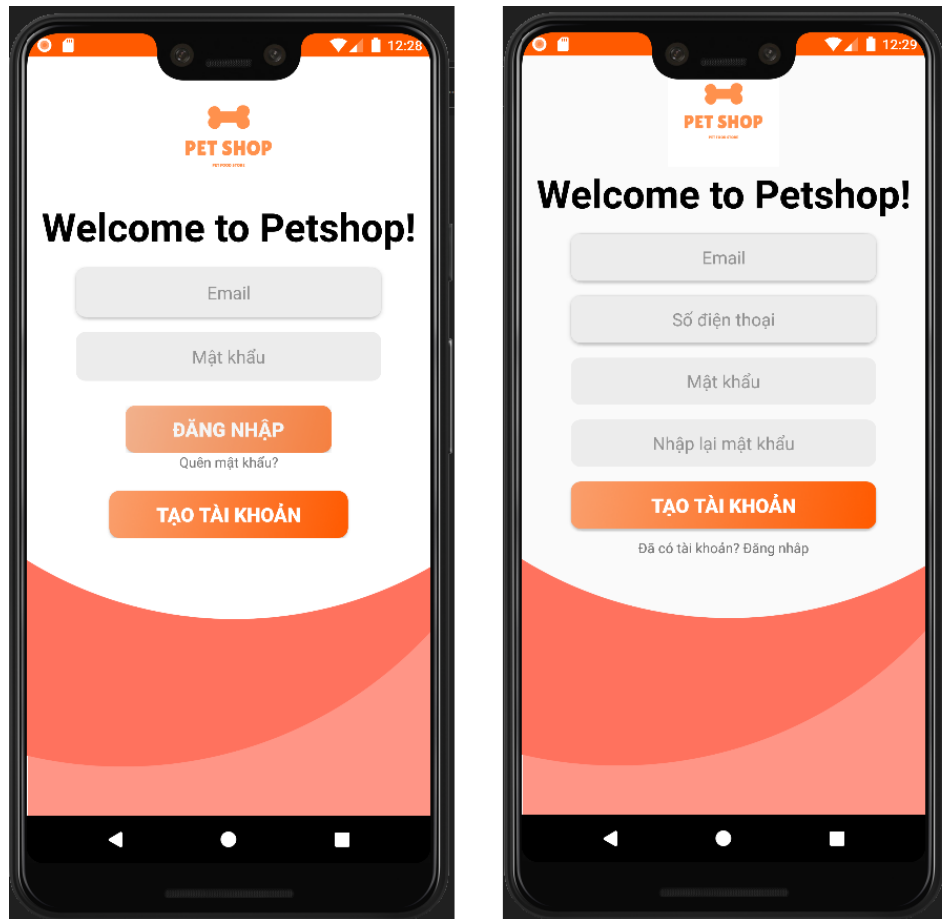 12:28
PET SHOP
Welcome to Petshop!
Email
Mật khẩu
ĐĂNG NHẬP
Quên mật khẩu?
TẠO TÀI KHOẢN
12:29
PET SHOP
Welcome to Petshop!
Email
Số điện thoại
Mật khẩu
Nhập lại mật khẩu
TẠO TÀI KHOẢN
Đã có tài khoản? Đăng nhập